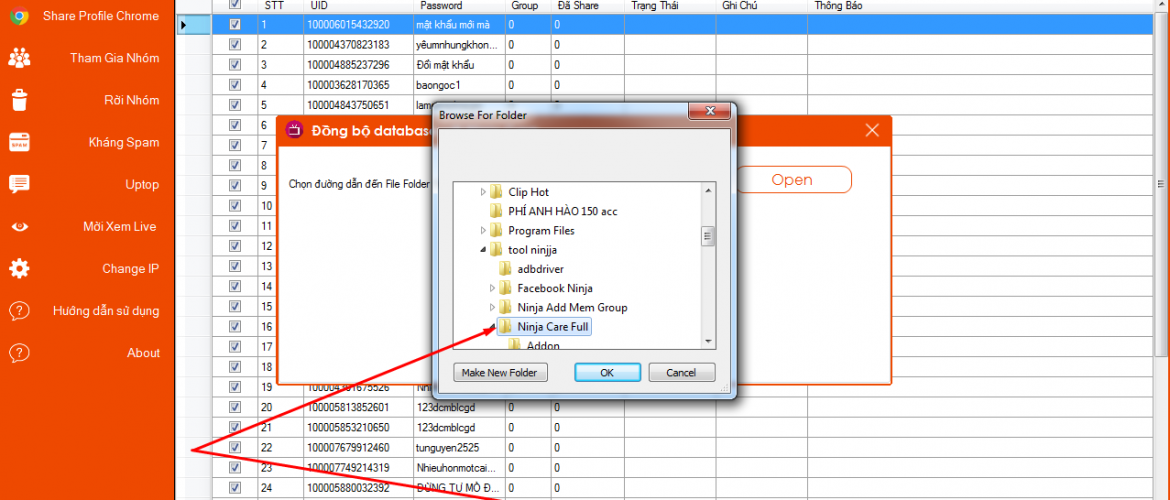 Share Profile Chrome
Tham Gia Nhóm
Rời Nhóm
Kháng Spam
Uptop
Mời Xem Live
Change IP
Hướng dẫn sử dụng
About
STT UID Password Group Đã Share Trạng Thái Ghi Chú Thông Báo
1 100006015432920 mật khẩu mới mà 0 0
2 100004370823183 yêumnhungkhon... 0 0
3 100004885237296 Đổi mật khẩu 0 0
4 100003628170365 baongoc1 0 0
5 100004843750651
6
7
8
9
10
11
12
13
14
15
16
17
18
19
20 100005813852601 123dcmblcgd 0 0
21 100005853210650 123dcmblcgd 0 0
22 100007679912460 tunguyen2525 0 0
23 100007749214319 Nhieuhonmotcai... 0 0
24 100005880032392 ĐỪNG TỰ MÒ Đ... 0 0
Đồng bộ database
Chọn đường dẫn đến File Folder
Open
Browse For Folder
Clip Hot
PHÍ ANH HÀO 150 acc
Program Files
tool ninjja
adbdriver
Facebook Ninja
Ninja Add Mem Group
Ninja Care Full
Addon
Make New Folder
OK
Cancel